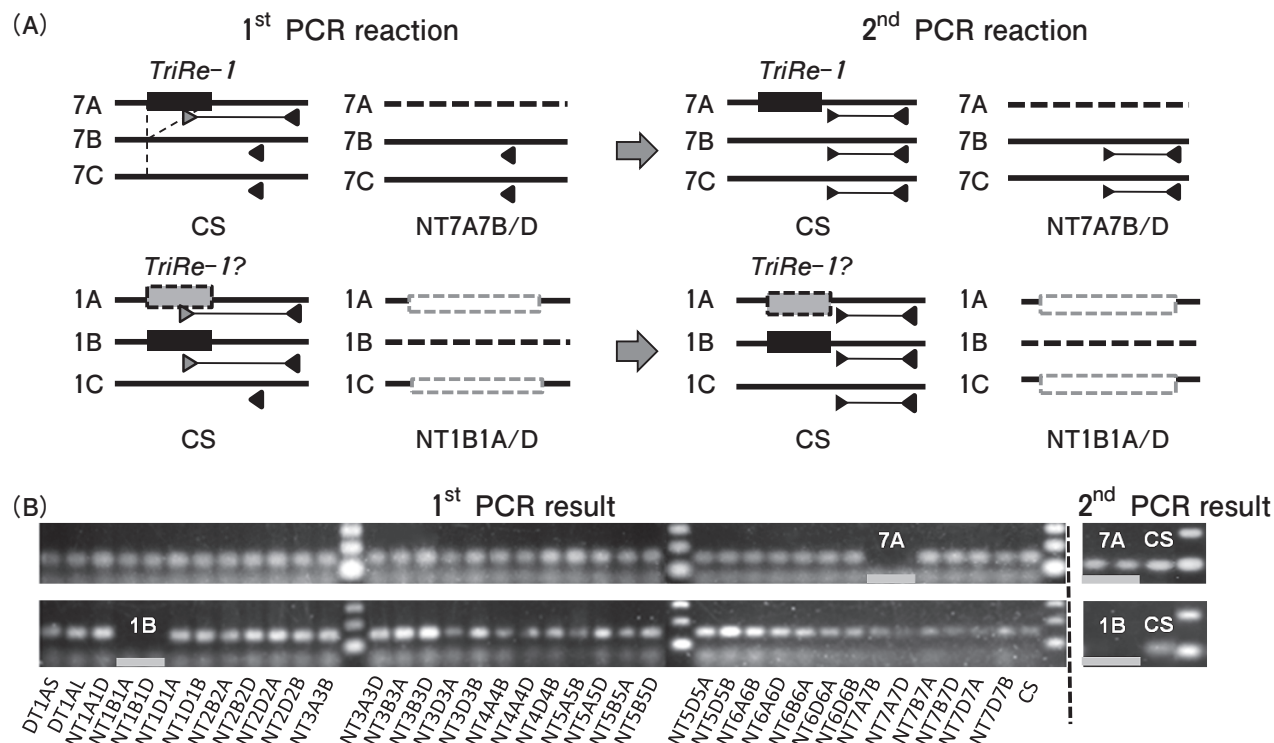 (A)
1st PCR reaction
2nd PCR reaction
TriRe-1
7A
7B
7C
CS
7A
7B
7C
NT7A7B/D
TriRe-1
7A
7B
7C
CS
7A
7B
7C
NT7A7B/D
TriRe-1?
1A
1B
1C
CS
1A
1B
1C
NT1B1A/D
TriRe-1?
1A
1B
1C
CS
1A
1B
1C
NT1B1A/D
(B)
1st PCR result
2nd PCR result
7A
7A CS
1B
1B CS
DT1AS
DT1AL
NT1A1D
NT1B1A
NT1B1D
NT1D1A
NT1D1B
NT2B2A
NT2B2D
NT2D2A
NT2D2B
NT3A3B
NT3A3D
NT3B3A
NT3B3D
NT3D3A
NT3D3B
NT4A4B
NT4A4D
NT4D4B
NT5A5B
NT5A5D
NT5B5A
NT5B5D
NT5D5A
NT5D5B
NT6A6B
NT6A6D
NT6B6A
NT6D6A
NT6D6B
NT7A7B
NT7A7D
NT7B7A
NT7B7D
NT7D7A
NT7D7B
CS